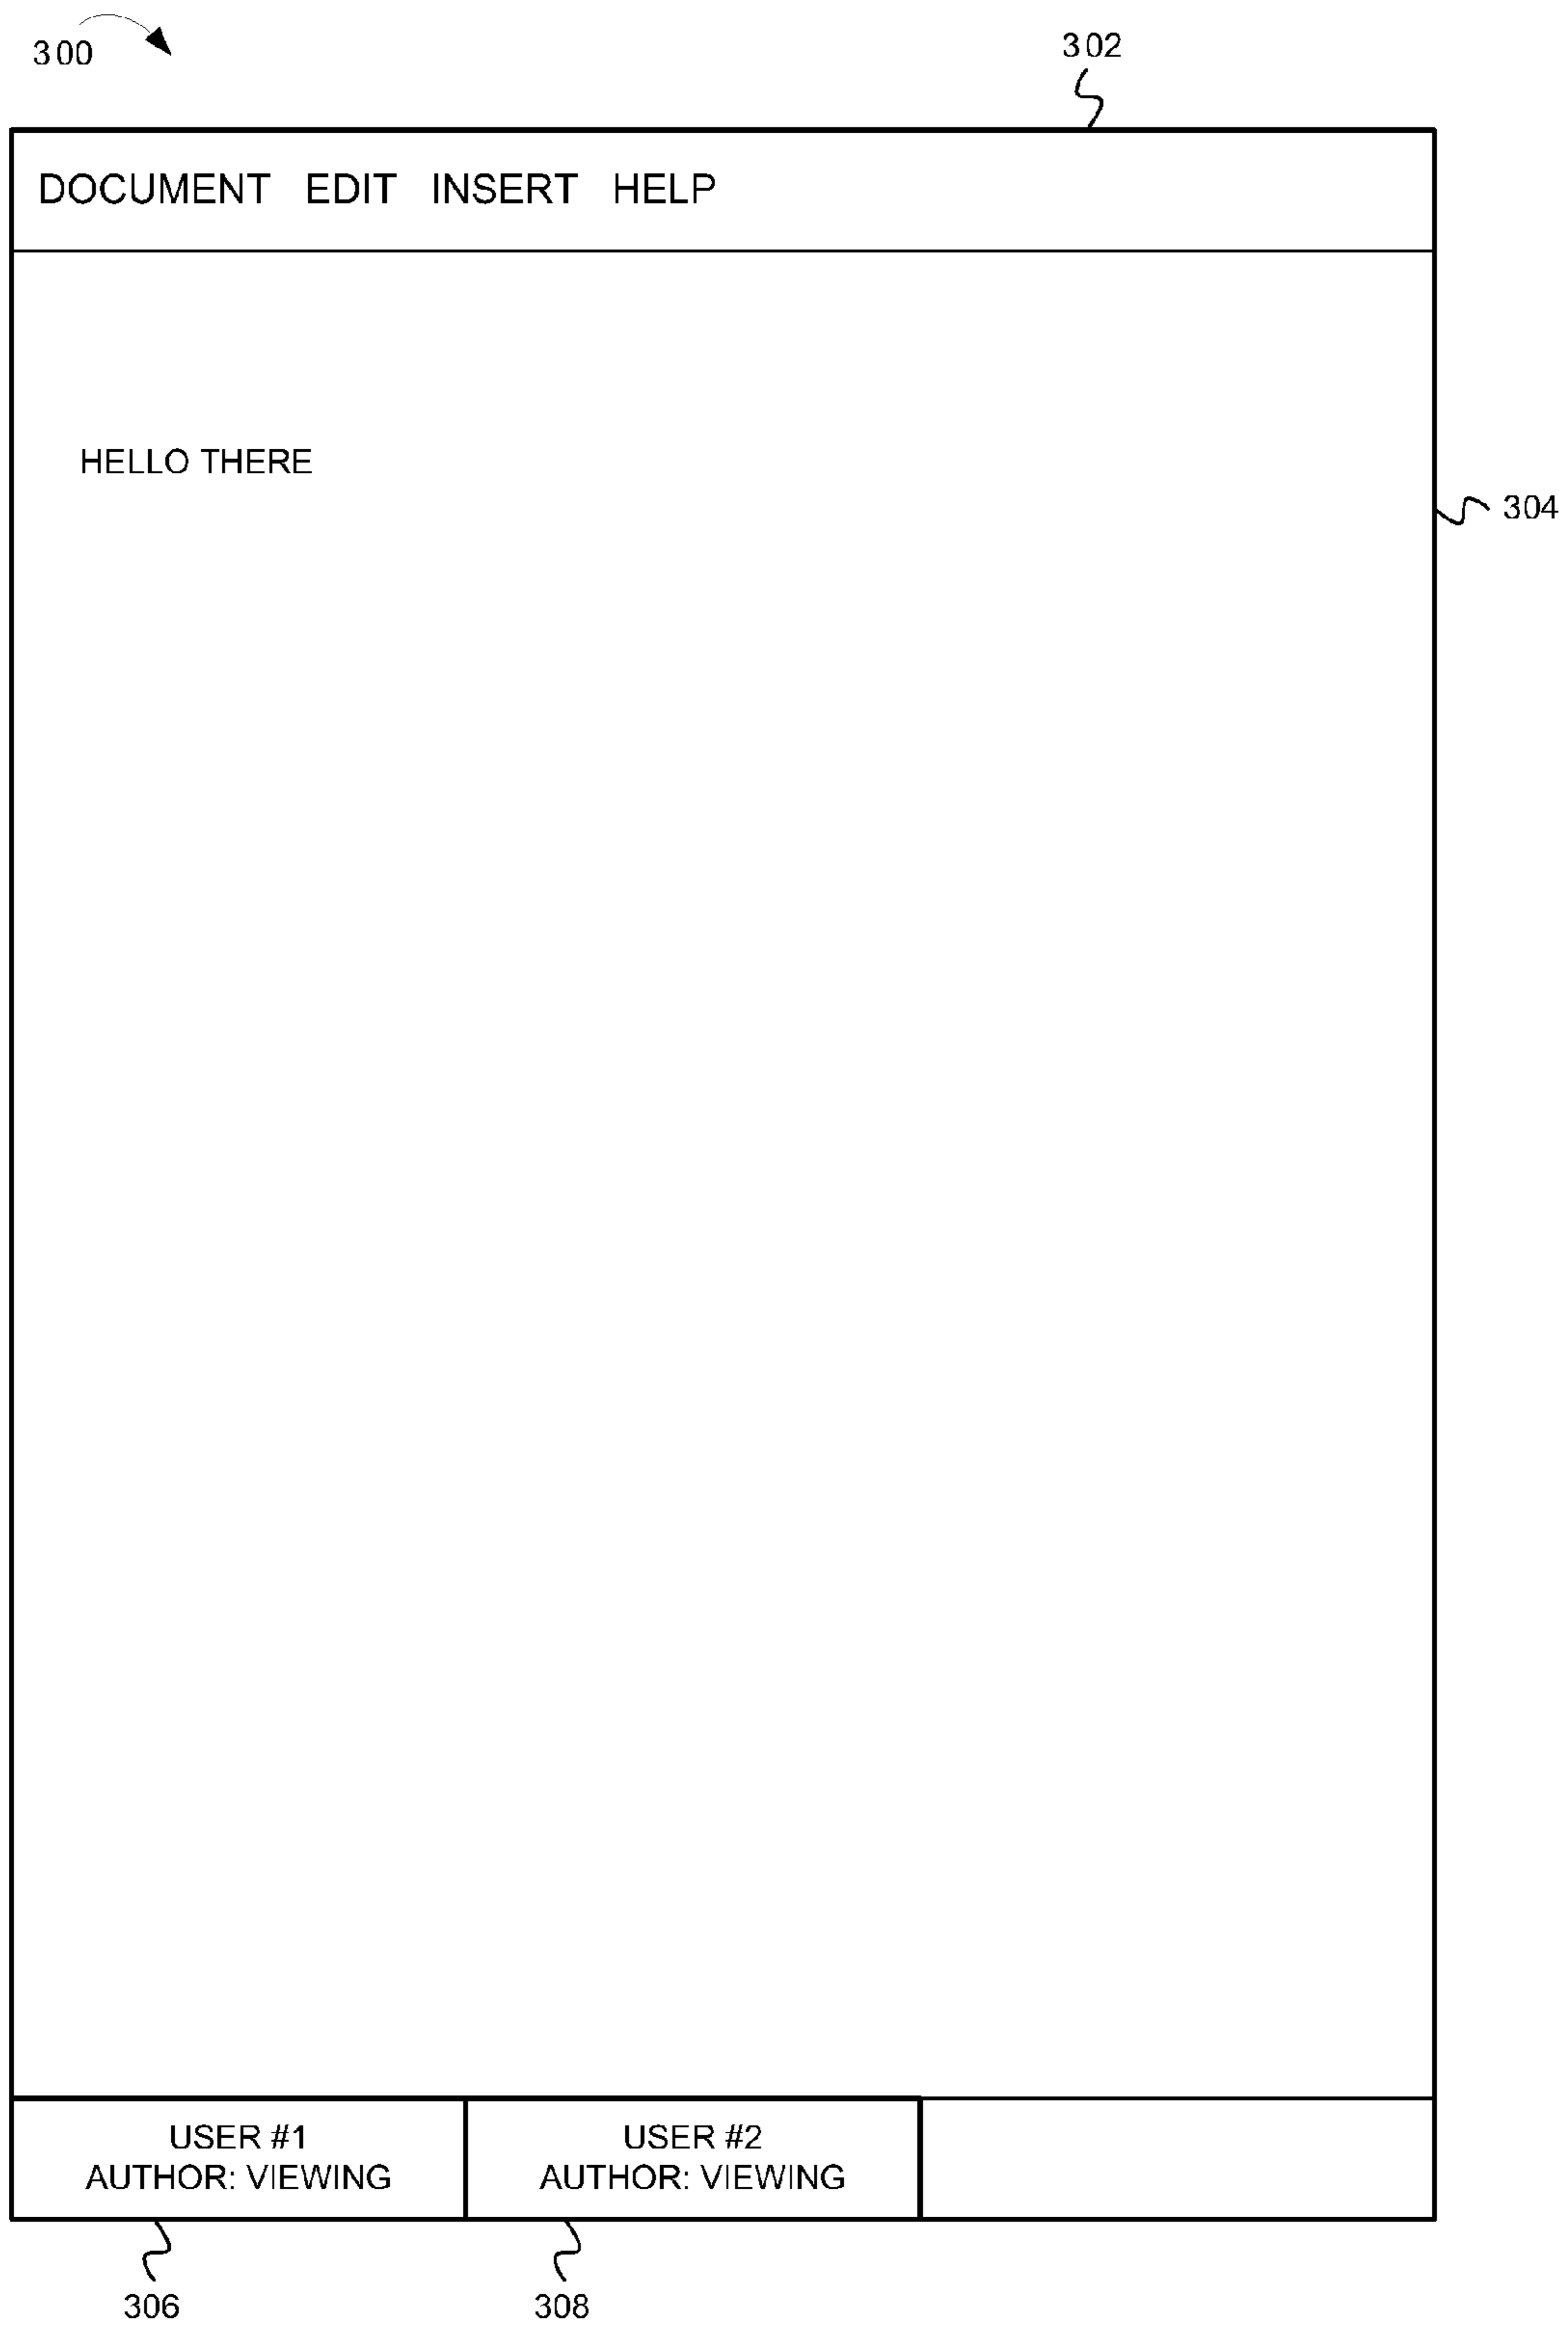 300
302
DOCUMENT EDIT INSERT HELP
HELLO THERE
304
USER #1
AUTHOR: VIEWING
USER #2
AUTHOR: VIEWING
306
308